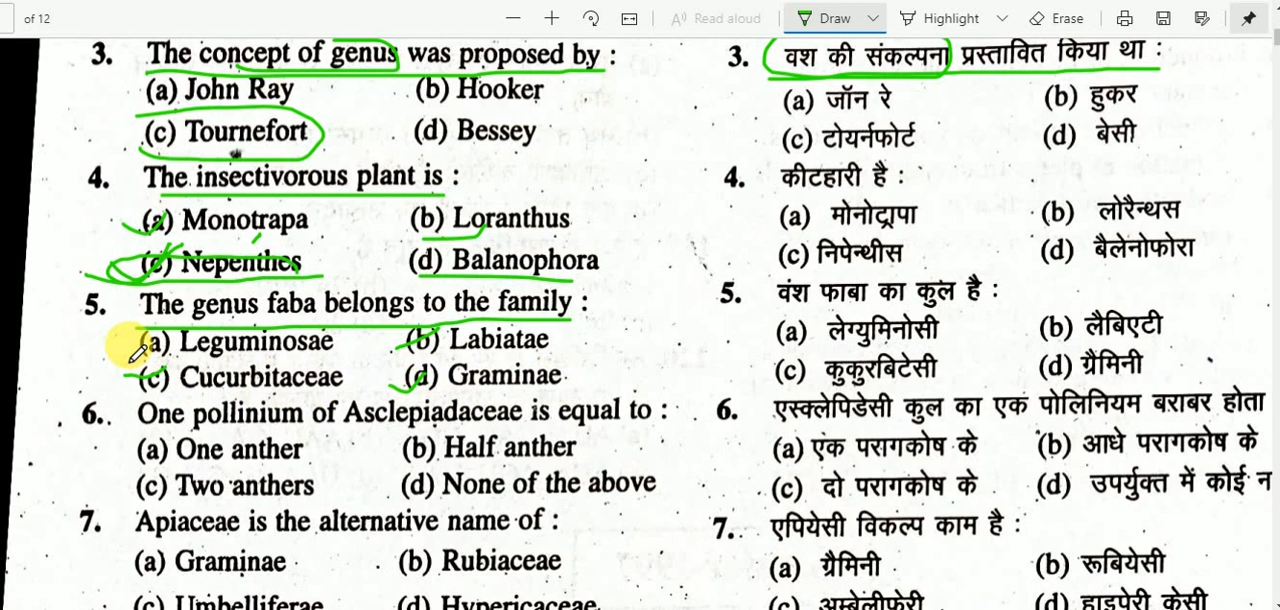 of 12
Read aloud
Draw
Highlight
Erase
3. The concept of genus was proposed by :
(a) John Ray (b) Hooker
(c) Tournefort (d) Bessey
4. The insectivorous plant is :
(a) Monotrapa (b) Loranthus
(c) Nepenthes (d) Balanophora
5. The genus faba belongs to the family :
(a) Leguminosae (b) Labiatae
(c) Cucurbitaceae (d) Graminae
6. One pollinium of Asclepiadaceae is equal to :
(a) One anther (b) Half anther
(c) Two anthers (d) None of the above
7. Apiaceae is the alternative name of :
(a) Graminae (b) Rubiaceae
(c) Umbelliferae (d) Hypericaceae
3. वश की संकल्पना प्रस्तावित किया था :
(a) जॉन रे (b) हुकर
(c) टोयर्नफोर्ट (d) बेसी
4. कीटहारी है :
(a) मोनोट्रापा (b) लोरैन्थस
(c) निपेन्थीस (d) बैलेनोफोरा
5. वंश फाबा का कुल है :
(a) लेग्युमिनोसी (b) लैबिएटी
(c) कुकुरबिटेसी (d) ग्रैमिनी
6. एस्क्लेपिडेसी कुल का एक पोलिनियम बराबर होता
(a) एक परागकोष के (b) आधे परागकोष के
(c) दो परागकोष के (d) उपर्युक्त में कोई न
7. एपियेसी विकल्प काम है :
(a) ग्रैमिनी (b) रूबियेसी
(c) अम्बेलीफेरी (d) हाइपेरी केसी